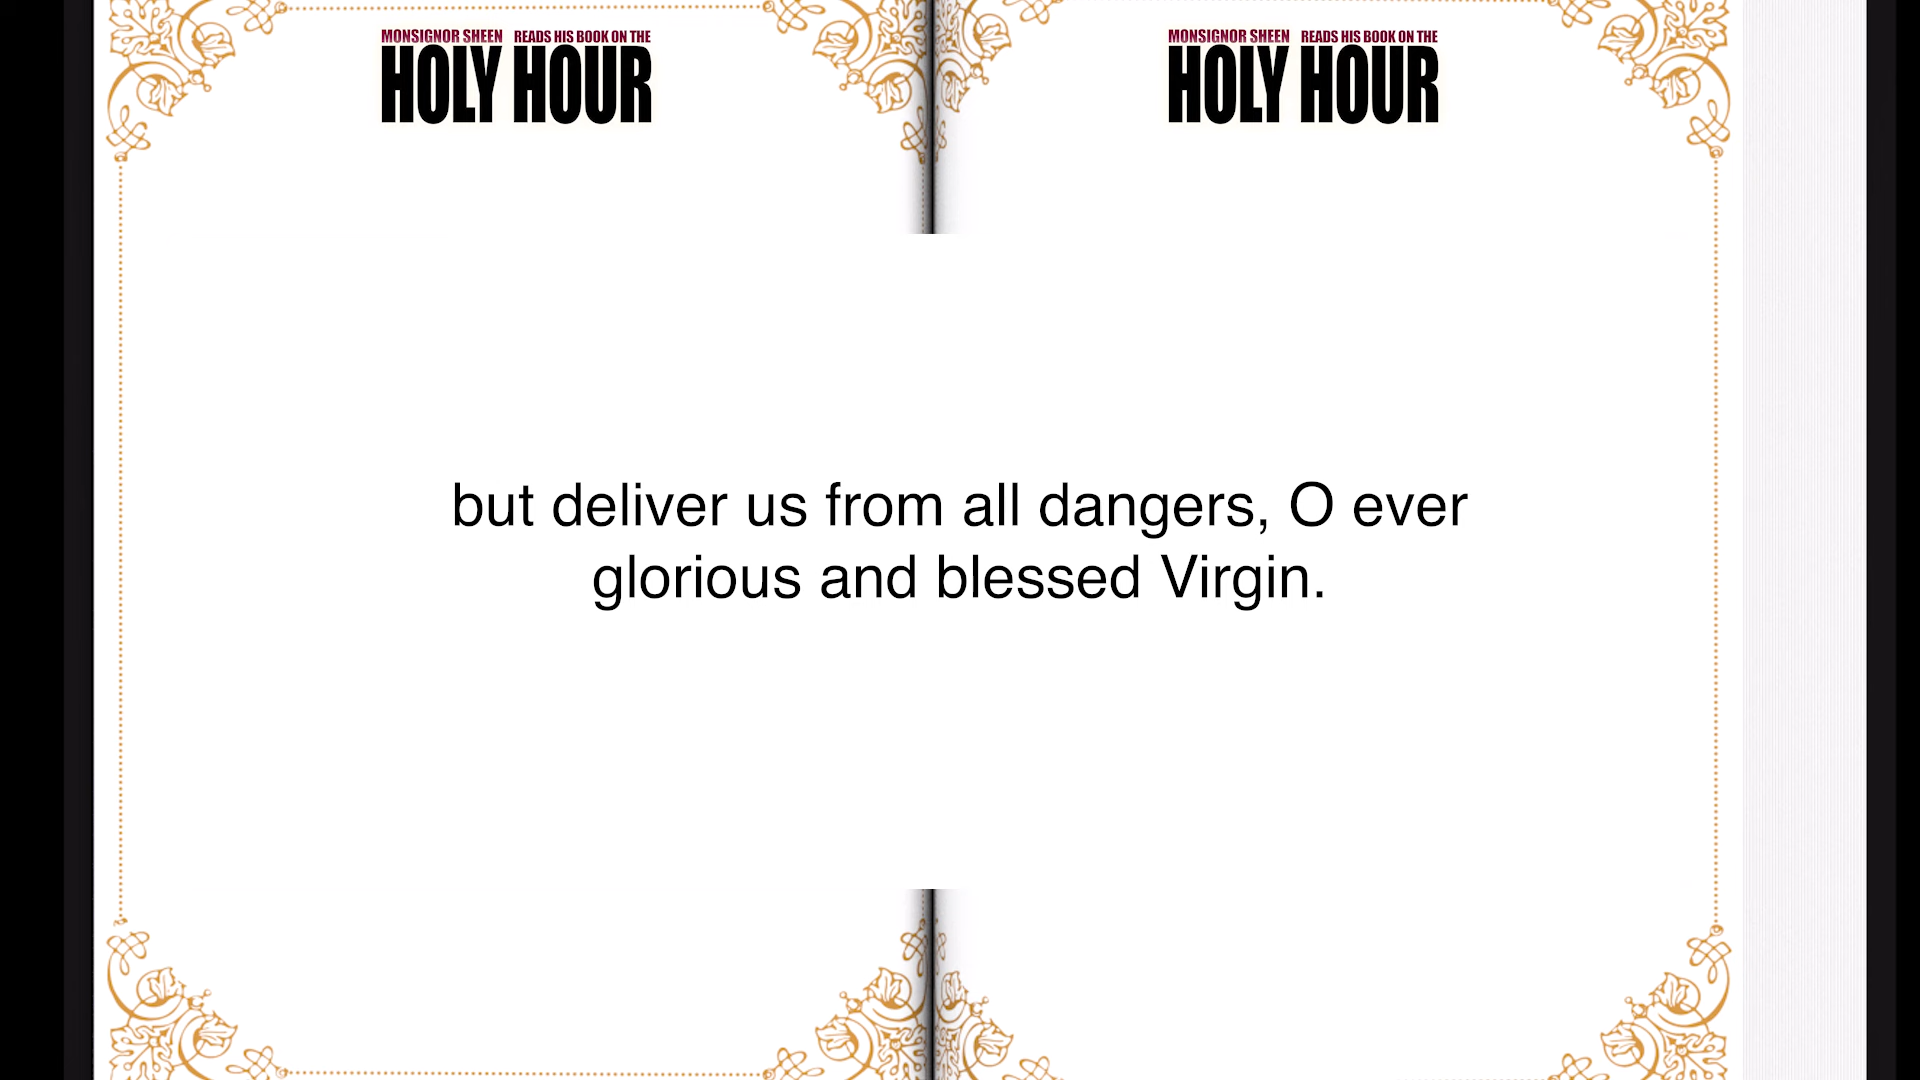 MONSIGNOR SHEEN READS HIS BOOK ON THE
HOLY HOUR
MONSIGNOR SHEEN READS HIS BOOK ON THE
HOLY HOUR
but deliver us from all dangers, O ever
glorious and blessed Virgin.